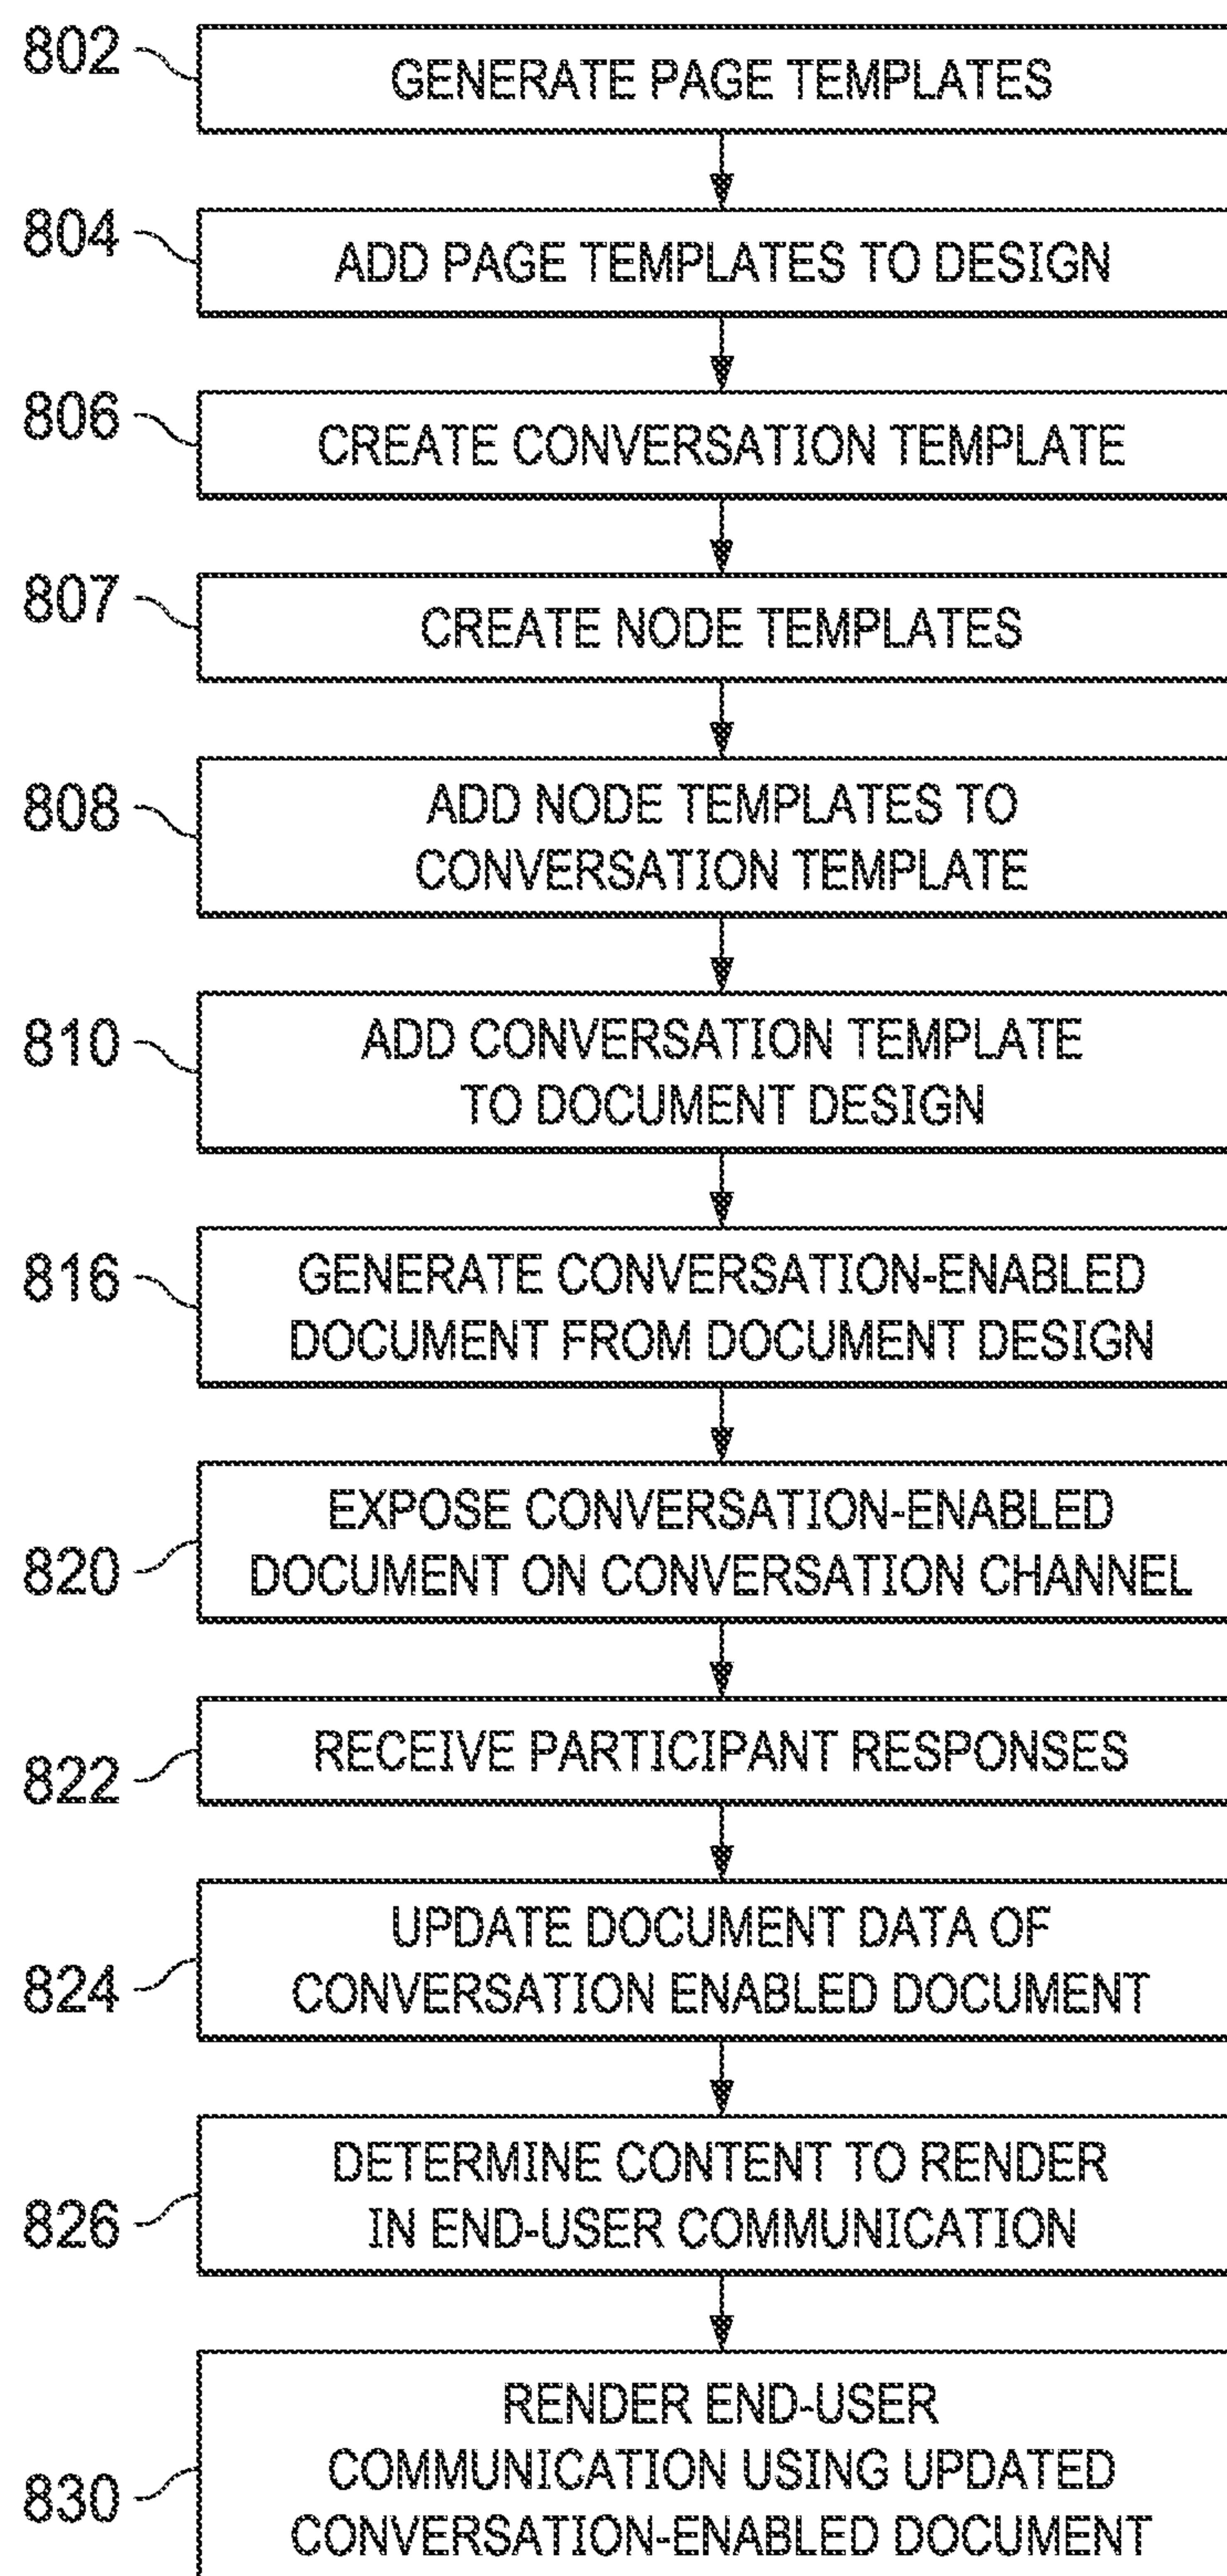 802
GENERATE PAGE TEMPLATES
804
ADD PAGE TEMPLATES TO DESIGN
806
CREATE CONVERSATION TEMPLATE
807
CREATE NODE TEMPLATES
808
ADD NODE TEMPLATES TO
CONVERSATION TEMPLATE
810
ADD CONVERSATION TEMPLATE
TO DOCUMENT DESIGN
816
GENERATE CONVERSATION-ENABLED
DOCUMENT FROM DOCUMENT DESIGN
820
EXPOSE CONVERSATION-ENABLED
DOCUMENT ON CONVERSATION CHANNEL
822
RECEIVE PARTICIPANT RESPONSES
824
UPDATE DOCUMENT DATA OF
CONVERSATION ENABLED DOCUMENT
826
DETERMINE CONTENT TO RENDER
IN END-USER COMMUNICATION
830
RENDER END-USER
COMMUNICATION USING UPDATED
CONVERSATION-ENABLED DOCUMENT